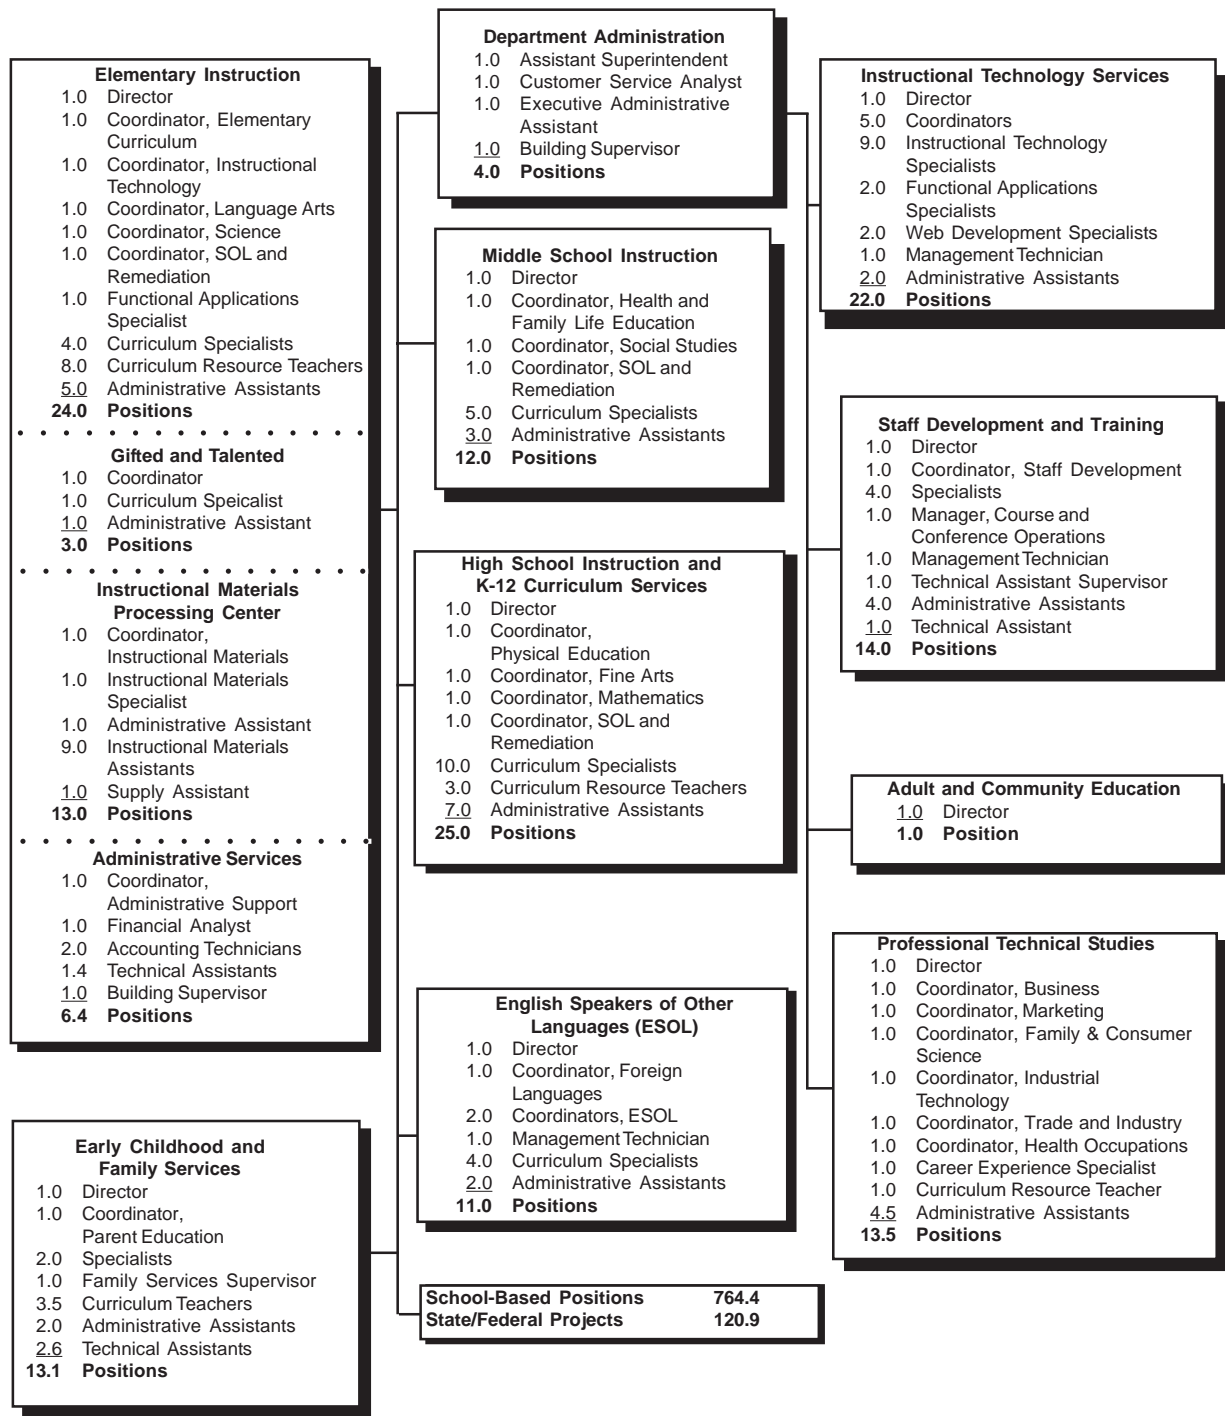 Department Administration
1.0 Assistant Superintendent
1.0 Customer Service Analyst
1.0 Executive Administrative
Assistant
1.0 Building Supervisor
4.0 Positions
Elementary Instruction
1.0 Director
1.0 Coordinator, Elementary
Curriculum
1.0 Coordinator, Instructional
Technology
1.0 Coordinator, Language Arts
1.0 Coordinator, Science
1.0 Coordinator, SOL and
Remediation
1.0 Functional Applications
Specialist
4.0 Curriculum Specialists
8.0 Curriculum Resource Teachers
5.0 Administrative Assistants
24.0 Positions
Gifted and Talented
1.0 Coordinator
1.0 Curriculum Speicalist
1.0 Administrative Assistant
3.0 Positions
Instructional Materials
Processing Center
1.0 Coordinator,
Instructional Materials
1.0 Instructional Materials
Specialist
1.0 Administrative Assistant
9.0 Instructional Materials
Assistants
1.0 Supply Assistant
13.0 Positions
Administrative Services
1.0 Coordinator,
Administrative Support
1.0 Financial Analyst
2.0 Accounting Technicians
1.4 Technical Assistants
1.0 Building Supervisor
6.4 Positions
Early Childhood and
Family Services
1.0 Director
1.0 Coordinator,
Parent Education
2.0 Specialists
1.0 Family Services Supervisor
3.5 Curriculum Teachers
2.0 Administrative Assistants
2.6 Technical Assistants
13.1 Positions
Middle School Instruction
1.0 Director
1.0 Coordinator, Health and
Family Life Education
1.0 Coordinator, Social Studies
1.0 Coordinator, SOL and
Remediation
5.0 Curriculum Specialists
3.0 Administrative Assistants
12.0 Positions
High School Instruction and
K-12 Curriculum Services
1.0 Director
1.0 Coordinator,
Physical Education
1.0 Coordinator, Fine Arts
1.0 Coordinator, Mathematics
1.0 Coordinator, SOL and
Remediation
10.0 Curriculum Specialists
3.0 Curriculum Resource Teachers
7.0 Administrative Assistants
25.0 Positions
English Speakers of Other
Languages (ESOL)
1.0 Director
1.0 Coordinator, Foreign
Languages
2.0 Coordinators, ESOL
1.0 Management Technician
4.0 Curriculum Specialists
2.0 Administrative Assistants
11.0 Positions
School-Based Positions 764.4
State/Federal Projects 120.9
Instructional Technology Services
1.0 Director
5.0 Coordinators
9.0 Instructional Technology
Specialists
2.0 Functional Applications
Specialists
2.0 Web Development Specialists
1.0 Management Technician
2.0 Administrative Assistants
22.0 Positions
Staff Development and Training
1.0 Director
1.0 Coordinator, Staff Development
4.0 Specialists
1.0 Manager, Course and
Conference Operations
1.0 Management Technician
1.0 Technical Assistant Supervisor
4.0 Administrative Assistants
1.0 Technical Assistant
14.0 Positions
Adult and Community Education
1.0 Director
1.0 Position
Professional Technical Studies
1.0 Director
1.0 Coordinator, Business
1.0 Coordinator, Marketing
1.0 Coordinator, Family & Consumer
Science
1.0 Coordinator, Industrial
Technology
1.0 Coordinator, Trade and Industry
1.0 Coordinator, Health Occupations
1.0 Career Experience Specialist
1.0 Curriculum Resource Teacher
4.5 Administrative Assistants
13.5 Positions